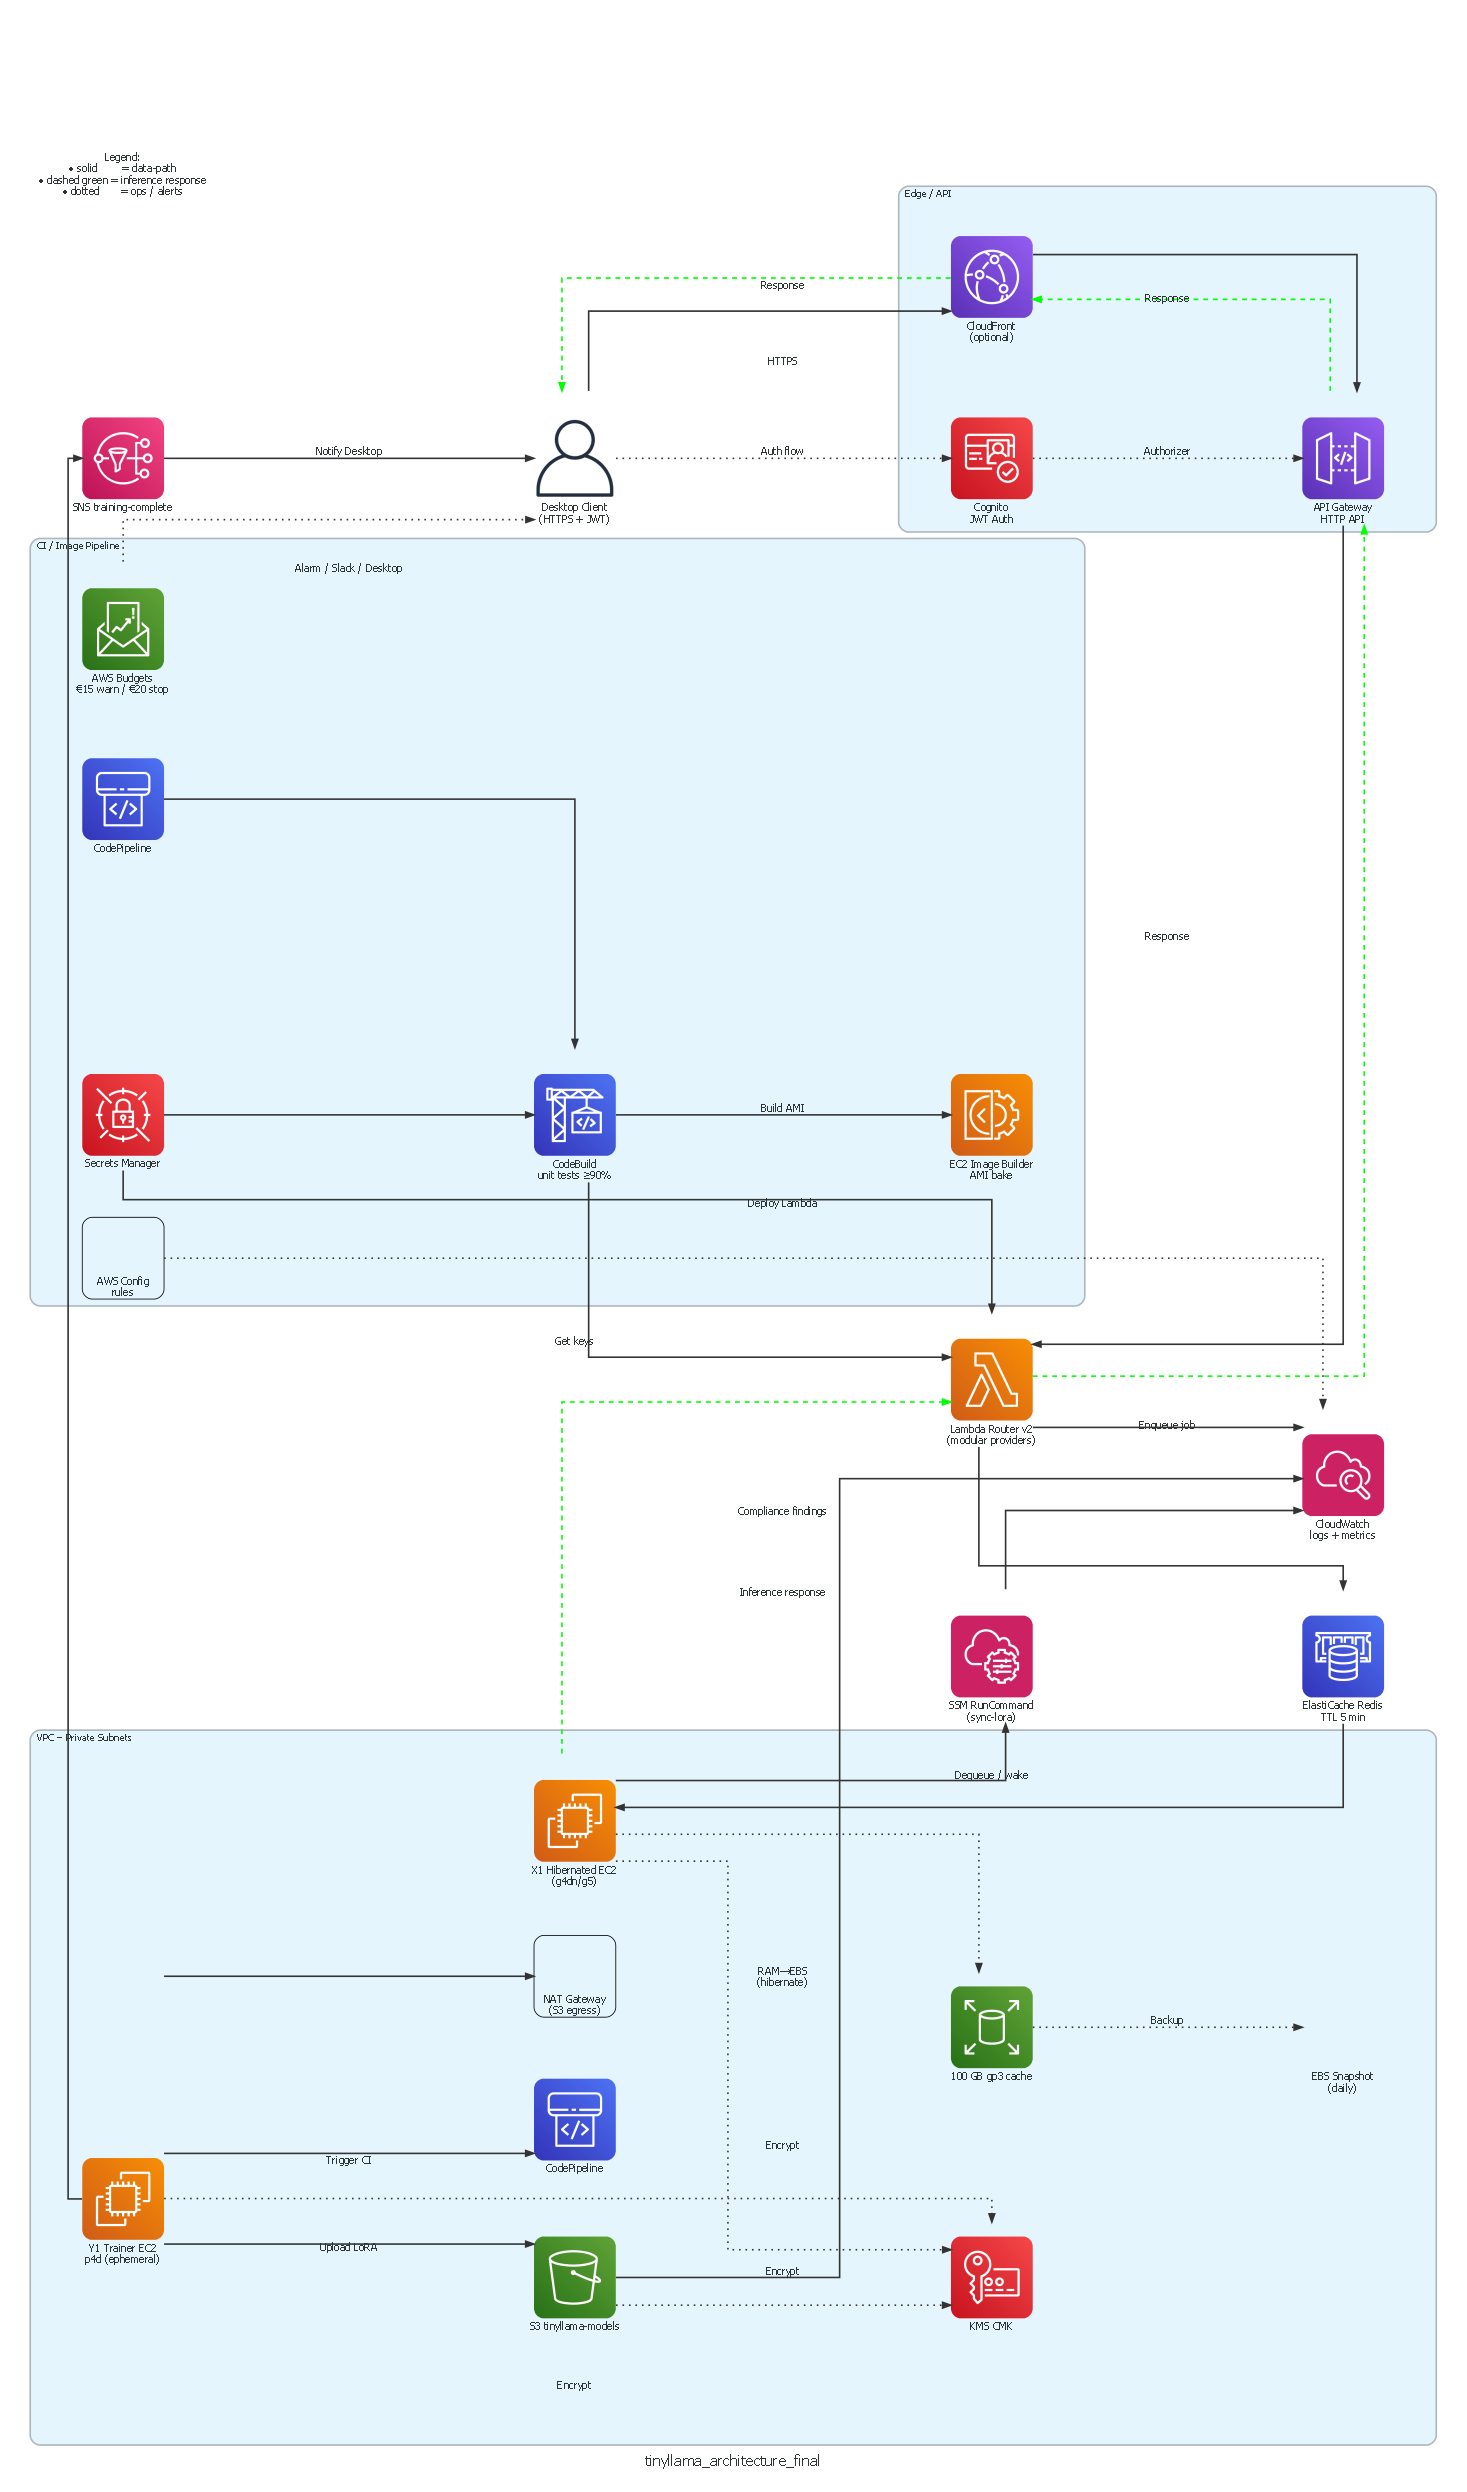 Legend:
• solid = data-path
• dashed green = inference response
• dotted = ops / alerts
Edge / API
Response
CloudFront
(optional)
Response
HTTPS
SNS training-complete
Notify Desktop
Desktop Client
(HTTPS + JWT)
Auth flow
Cognito
JWT Auth
Authorizer
API Gateway
HTTP API
CI / Image Pipeline
Alarm / Slack / Desktop
AWS Budgets
€15 warn / €20 stop
CodePipeline
Response
Secrets Manager
CodeBuild
unit tests ≥90%
Build AMI
EC2 Image Builder
AMI bake
Deploy Lambda
AWS Config
rules
Get keys
Lambda Router v2
(modular providers)
Enqueue job
CloudWatch
logs + metrics
Compliance findings
Inference response
SSM RunCommand
(sync-lora)
ElastiCache Redis
TTL 5 min
VPC – Private Subnets
Dequeue / wake
X1 Hibernated EC2
(g4dn/g5)
RAM→EBS
(hibernate)
NAT Gateway
(S3 egress)
100 GB gp3 cache
Backup
EBS Snapshot
(daily)
Encrypt
Trigger CI
CodePipeline
Y1 Trainer EC2
p4d (ephemeral)
Upload LoRA
Encrypt
S3 tinyllama-models
KMS CMK
Encrypt
tinyllama_architecture_final